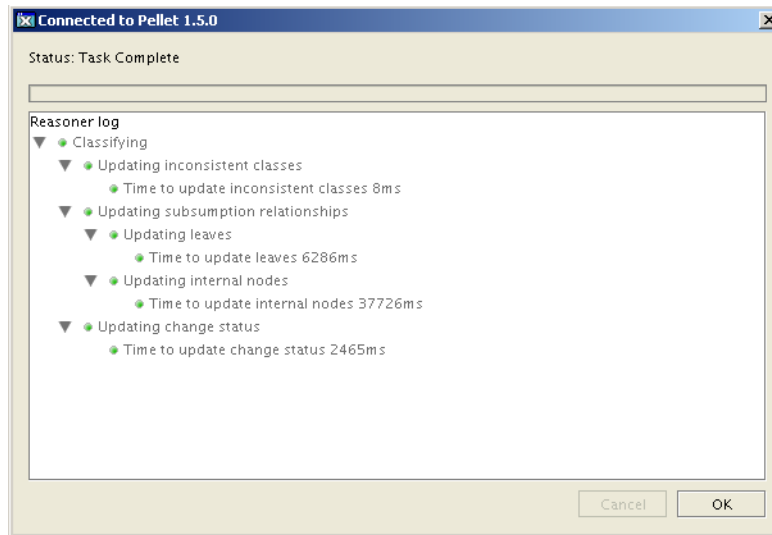 Connected to Pellet 1.5.0
Status: Task Complete
Reasoner log
Classifying
Updating inconsistent classes
Time to update inconsistent classes 8ms
Updating subsumption relationships
Updating leaves
Time to update leaves 6286ms
Updating internal nodes
Time to update internal nodes 37726ms
Updating change status
Time to update change status 2465ms
Cancel OK